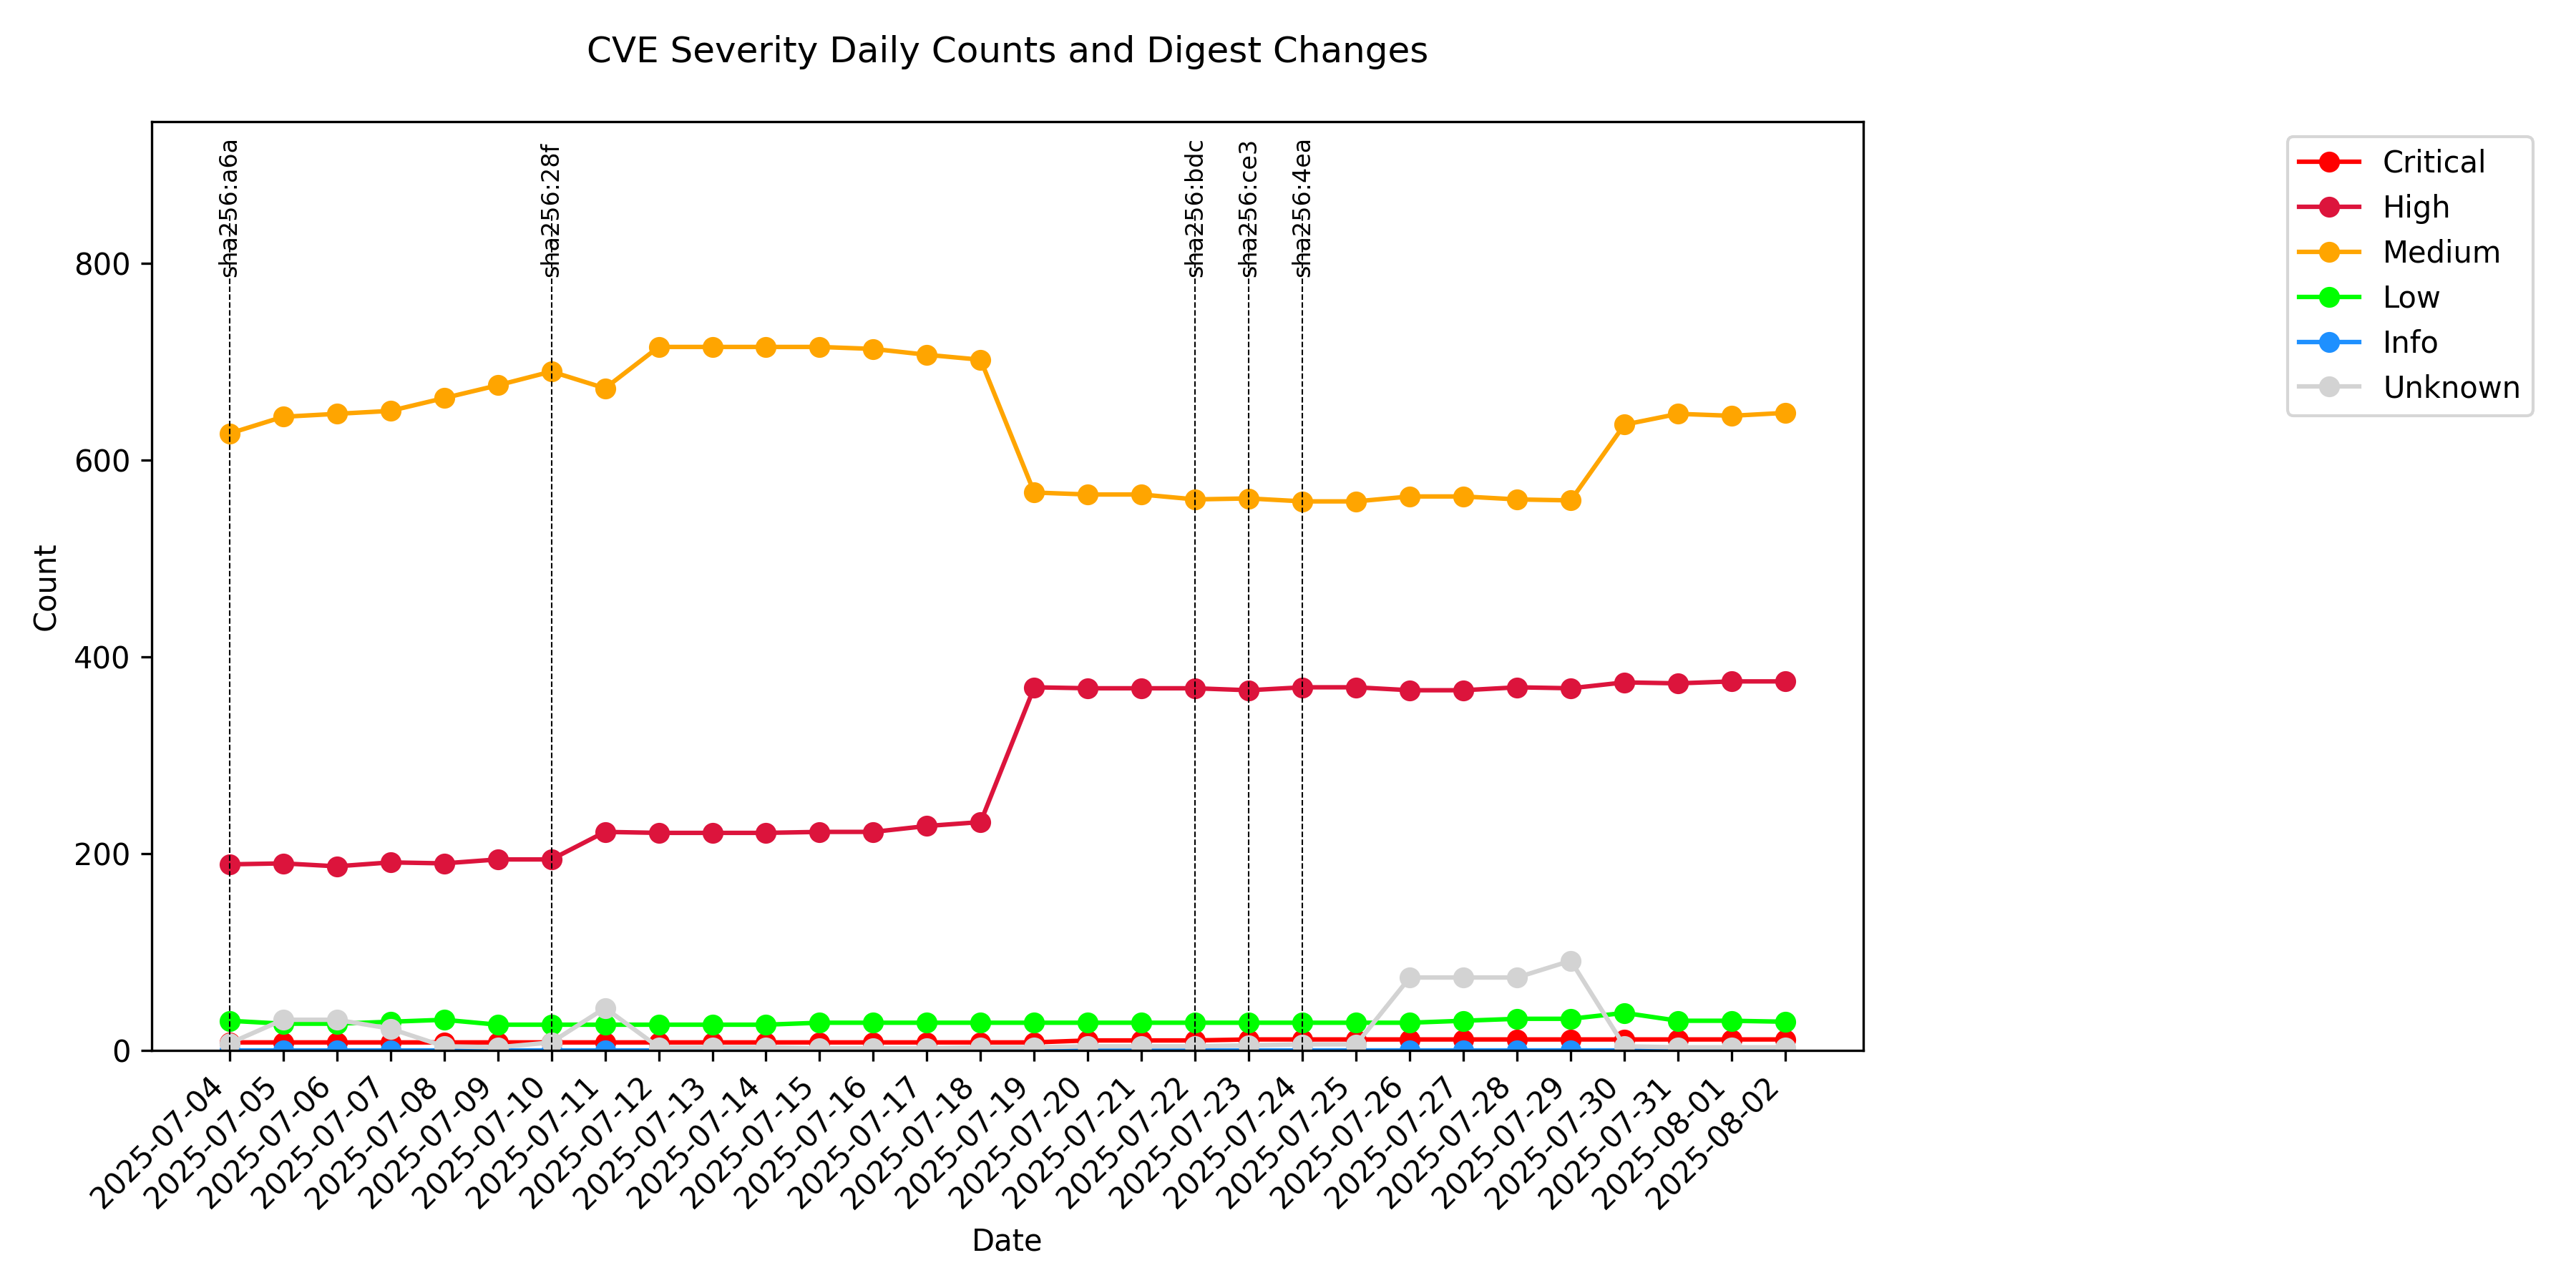 CVE Severity Daily Counts and Digest Changes
sha256:a6a
sha256:28f
sha256:bdc
sha256:ce3
sha256:4ea
Critical
High
Medium
Low
Info
Unknown
800
600
400
200
0
Count
2025-07-04
2025-07-05
2025-07-06
2025-07-07
2025-07-08
2025-07-09
2025-07-10
2025-07-11
2025-07-12
2025-07-13
2025-07-14
2025-07-15
2025-07-16
2025-07-17
2025-07-18
2025-07-19
2025-07-20
2025-07-21
2025-07-22
2025-07-23
2025-07-24
2025-07-25
2025-07-26
2025-07-27
2025-07-28
2025-07-29
2025-07-30
2025-07-31
2025-08-01
2025-08-02
Date